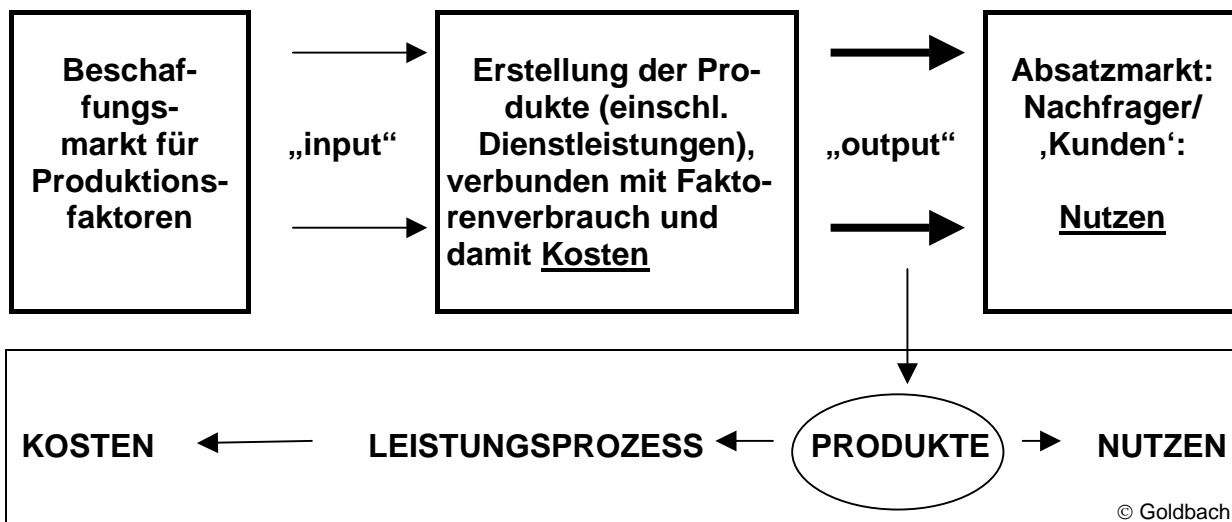 Beschaf-
fungs-
markt für
Produktions-
faktoren
„input“
Erstellung der Pro-
dukte (einschl.
Dienstleistungen),
verbunden mit Fakto-
renverbrauch und
damit Kosten
„output“
Absatzmarkt:
Nachfrager/
‚Kunden‘:
Nutzen
KOSTEN LEISTUNGSPROZESS PRODUKTE NUTZEN
© Goldbach